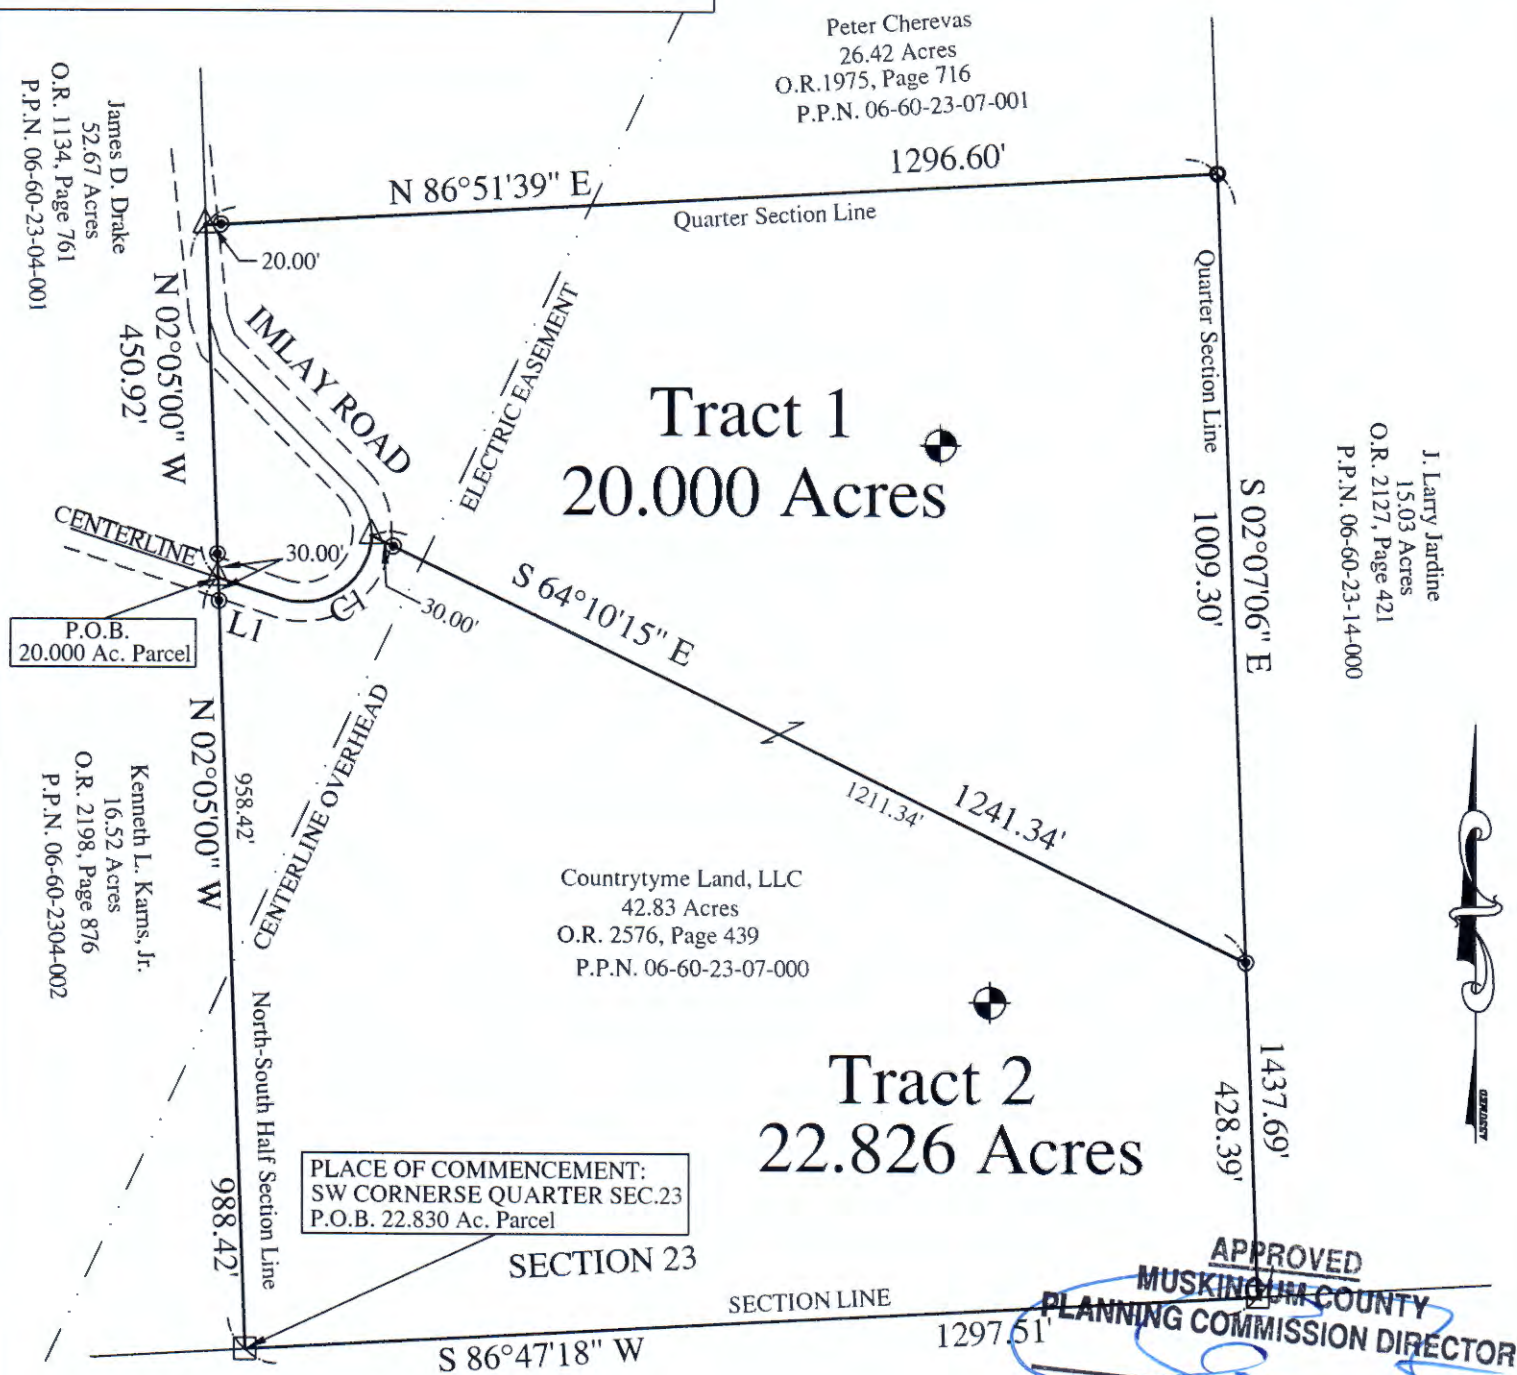 Peter Cherevas
26.42 Acres
O.R.1975, Page 716
P.P.N. 06-60-23-07-001
James D. Drake
52.67 Acres
O.R. 1134, Page 761
P.P.N. 06-60-23-04-001
N 86°51'39" E
1296.60'
Quarter Section Line
20.00'
N 02°05'00" W
450.92'
IMLAY ROAD
ELECTRIC EASEMENT
Tract 1
20.000 Acres
Quarter Section Line
S 02°07'06" E
1009.30'
J. Larry Jardine
15.03 Acres
O.R. 2127, Page 421
P.P.N. 06-60-23-14-000
CENTERLINE
30.00'
30.00'
C1
L1
P.O.B.
20.000 Ac. Parcel
S 64°10'15" E
1241.34'
1211.34'
N 02°05'00" W
958.42'
CENTERLINE OVERHEAD
Kenneth L. Karns, Jr.
16.52 Acres
O.R. 2198, Page 876
P.P.N. 06-60-2304-002
Countrytyme Land, LLC
42.83 Acres
O.R. 2576, Page 439
P.P.N. 06-60-23-07-000
Tract 2
22.826 Acres
1437.69'
428.39'
North-South Half Section Line
988.42'
PLACE OF COMMENCEMENT:
SW CORNERSE QUARTER SEC.23
P.O.B. 22.830 Ac. Parcel
SECTION 23
SECTION LINE
S 86°47'18" W
1297.51'
APPROVED
MUSKINGUM COUNTY
PLANNING COMMISSION DIRECTOR